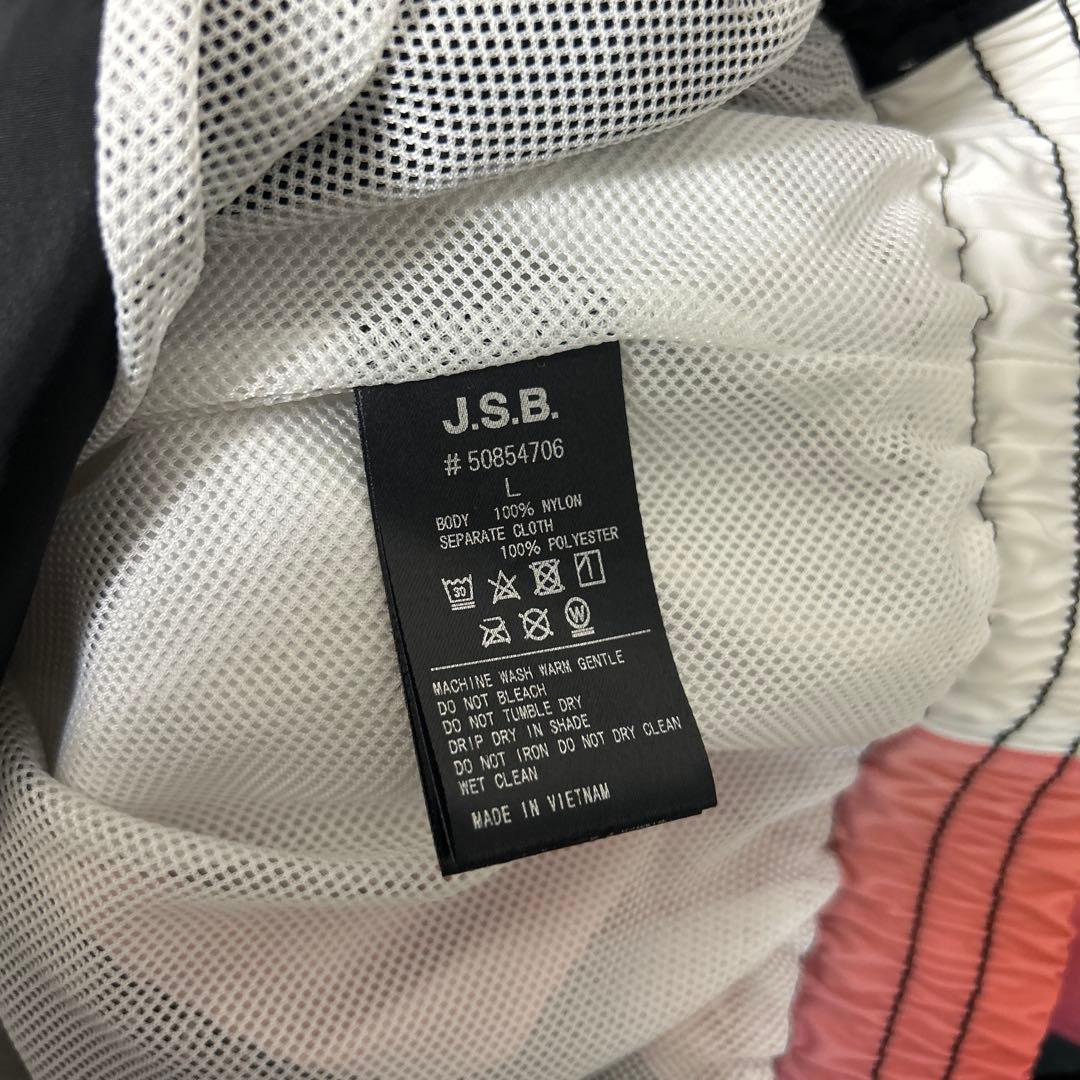 J.S.B.
# 50854706
L
BODY 100% NYLON
SEPARATE CLOTH
100% POLYESTER
30
W
MACHINE WASH WARM GENTLE
DO NOT BLEACH
DO NOT TUMBLE DRY
DRIP DRY IN SHADE
DO NOT IRON DO NOT DRY CLEAN
WET CLEAN
MADE IN VIETNAM